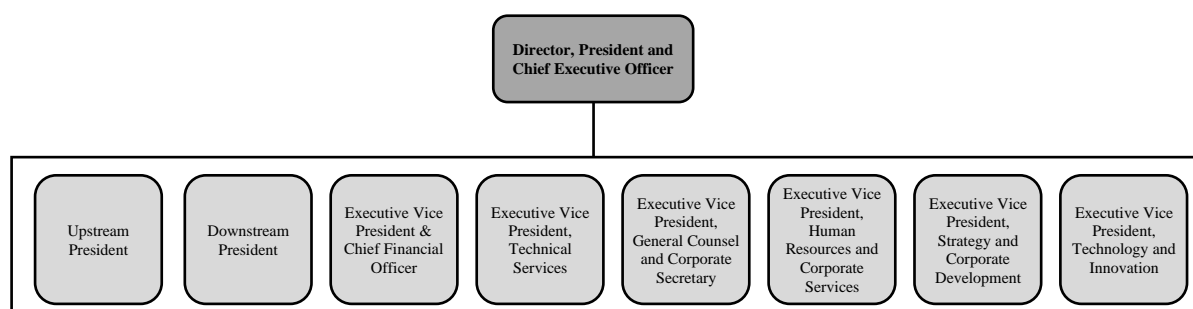 Director, President and
Chief Executive Officer
Upstream
President
Downstream
President
Executive Vice
President &
Chief Financial
Officer
Executive Vice
President,
Technical
Services
Executive Vice
President,
General Counsel
and Corporate
Secretary
Executive Vice
President,
Human
Resources and
Corporate
Services
Executive Vice
President,
Strategy and
Corporate
Development
Executive Vice
President,
Technology and
Innovation